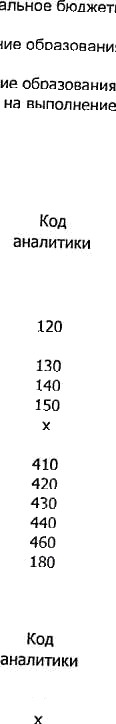 альное бюджетн
ние образования
ие образования
на выполнение
Код
аналитики
120
130
140
150
х
410
420
430
440
460
180
Код
аналитики
х